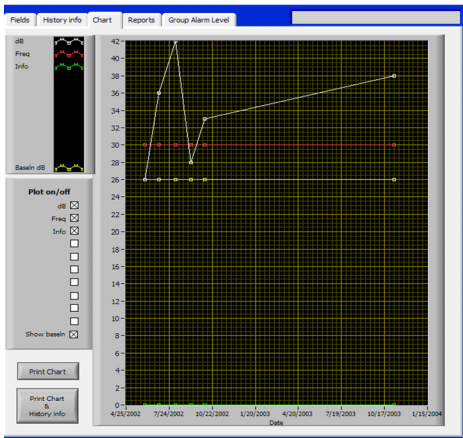 Fields History info Chart Reports Group Alarm Level
dB
Freq
Info
Baseln dB
Plot on/off
dB
Freq
Info
Show baseln
Print Chart
Print Chart
&
History info
42
40
38
36
34
32
30
28
26
24
22
20
18
16
14
12
10
8
6
4
2
4/25/2002 7/24/2002 10/22/2002 1/20/2003 4/20/2003 7/19/2003 10/17/2003 1/15/2004
Date